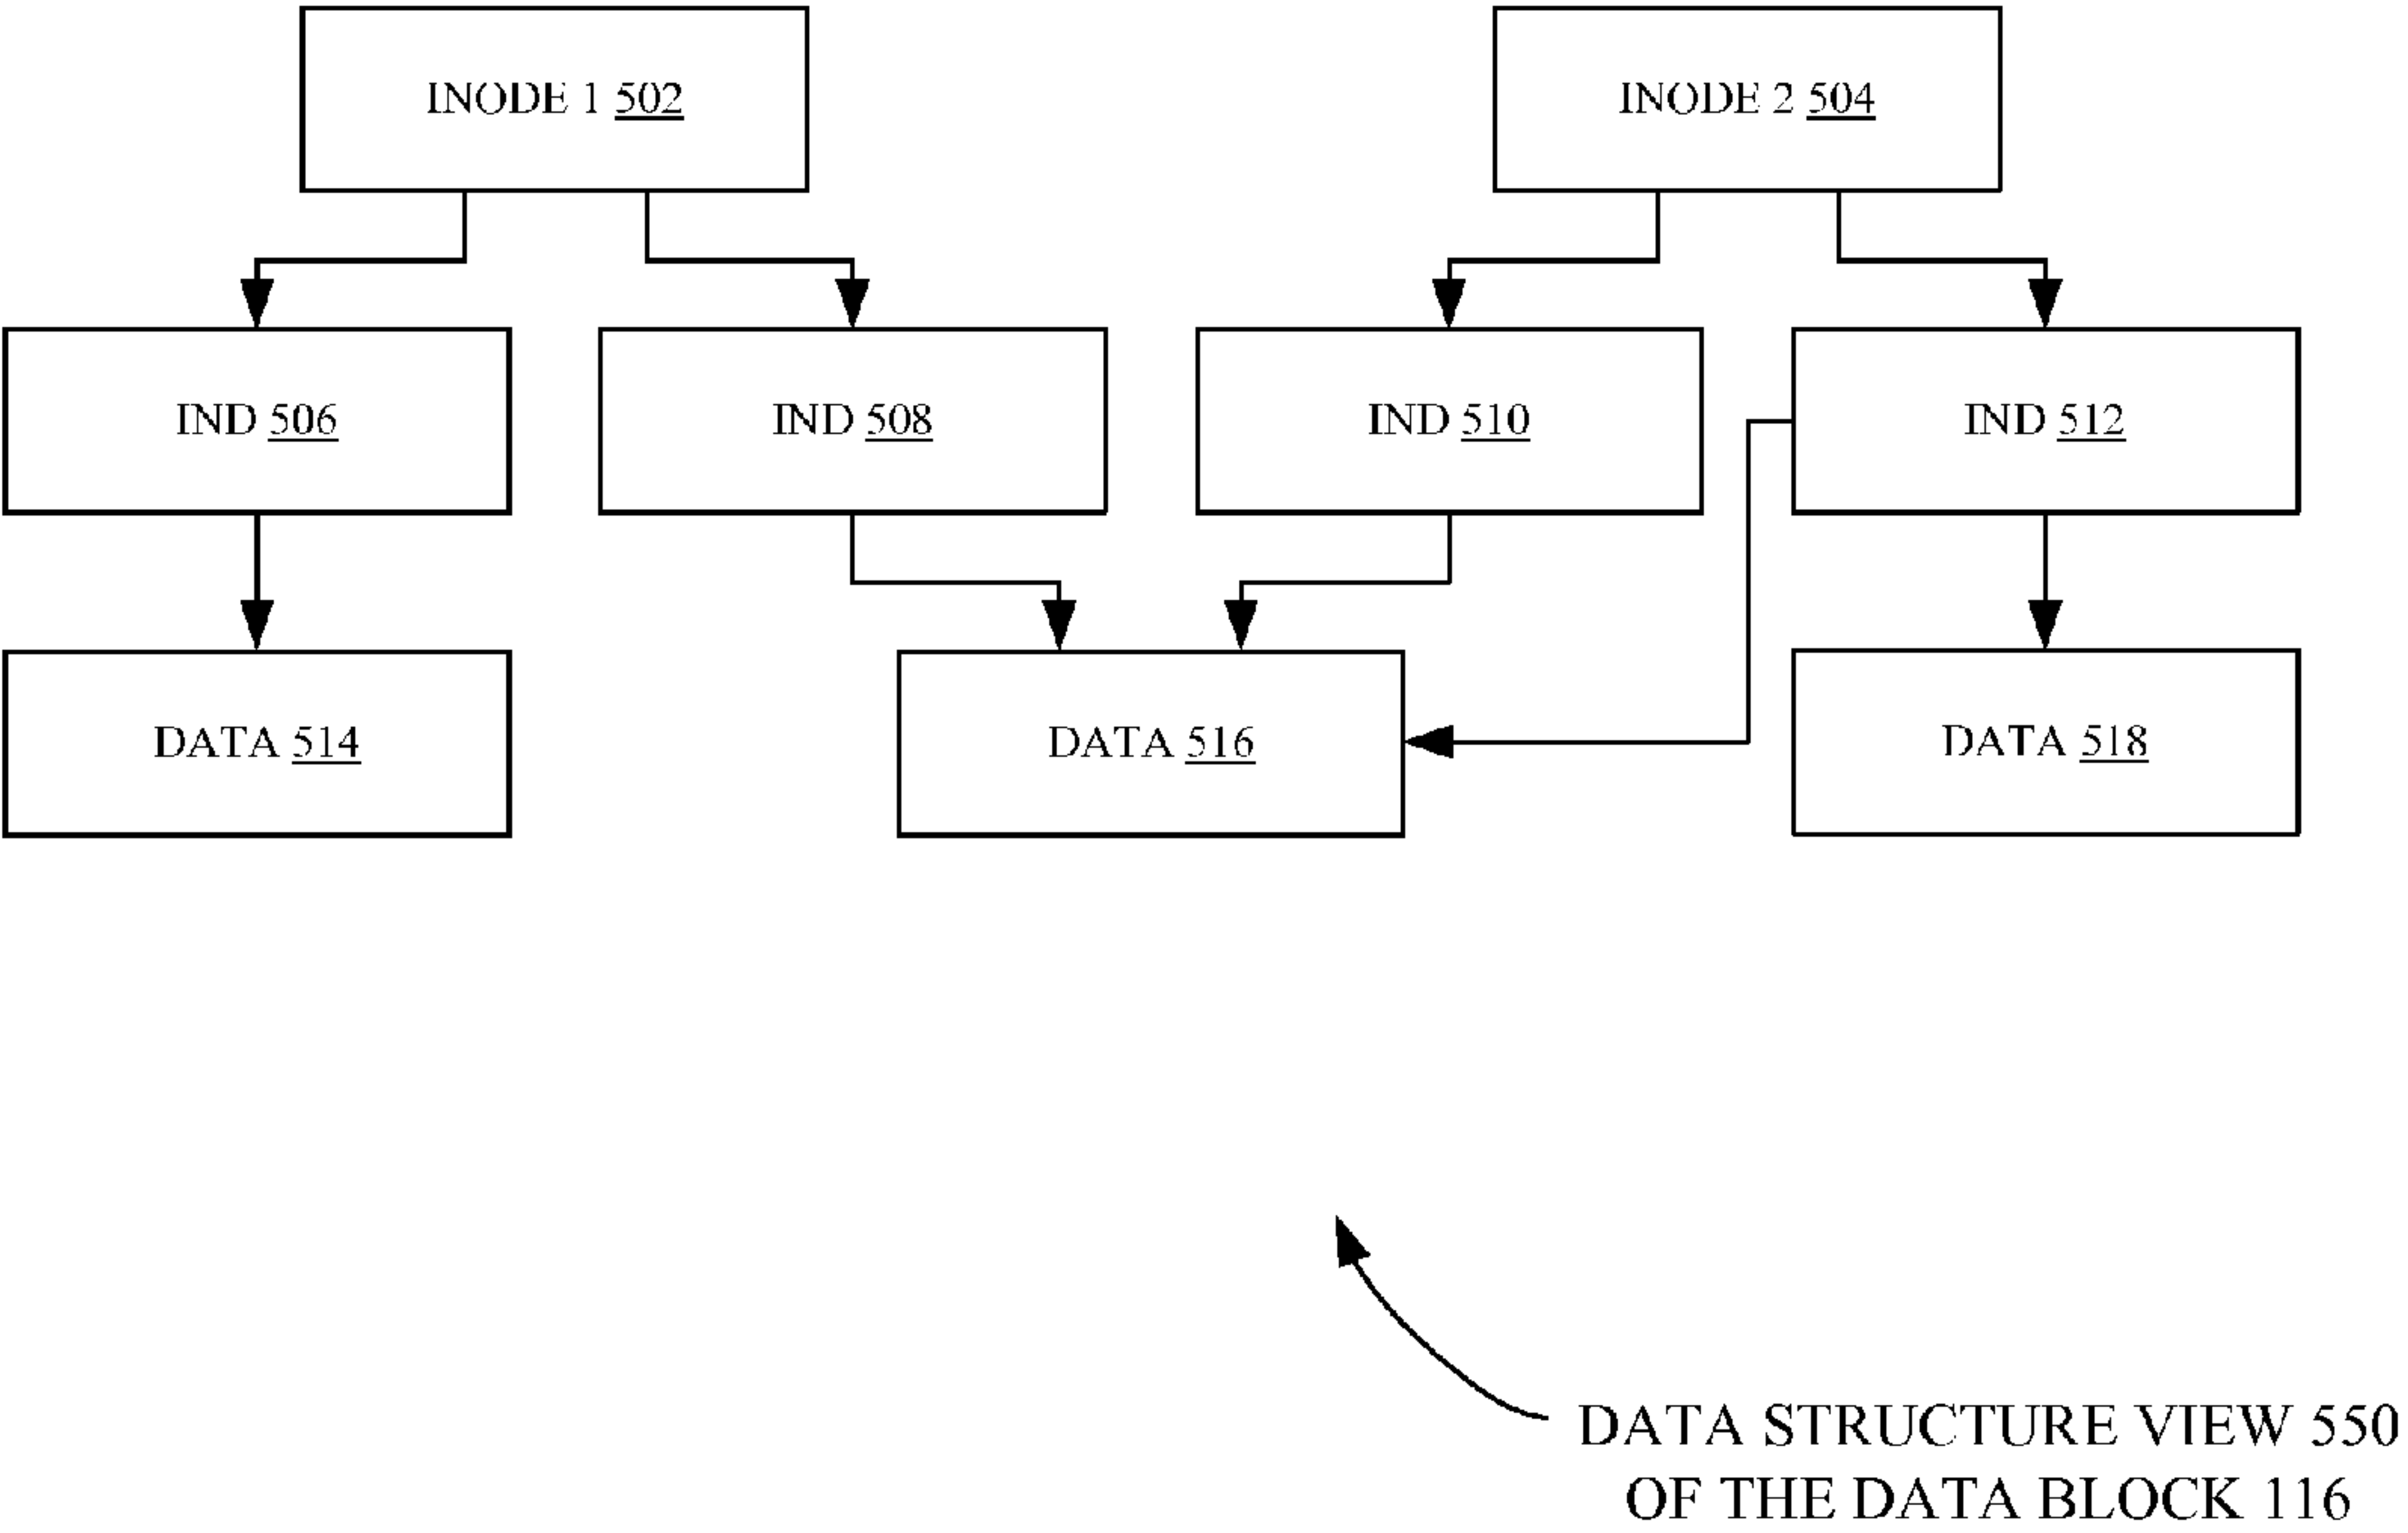 INODE 1 502
INODE 2 504
IND 506
IND 508
IND 510
IND 512
DATA 514
DATA 516
DATA 518
DATA STRUCTURE VIEW 550
OF THE DATA BLOCK 116